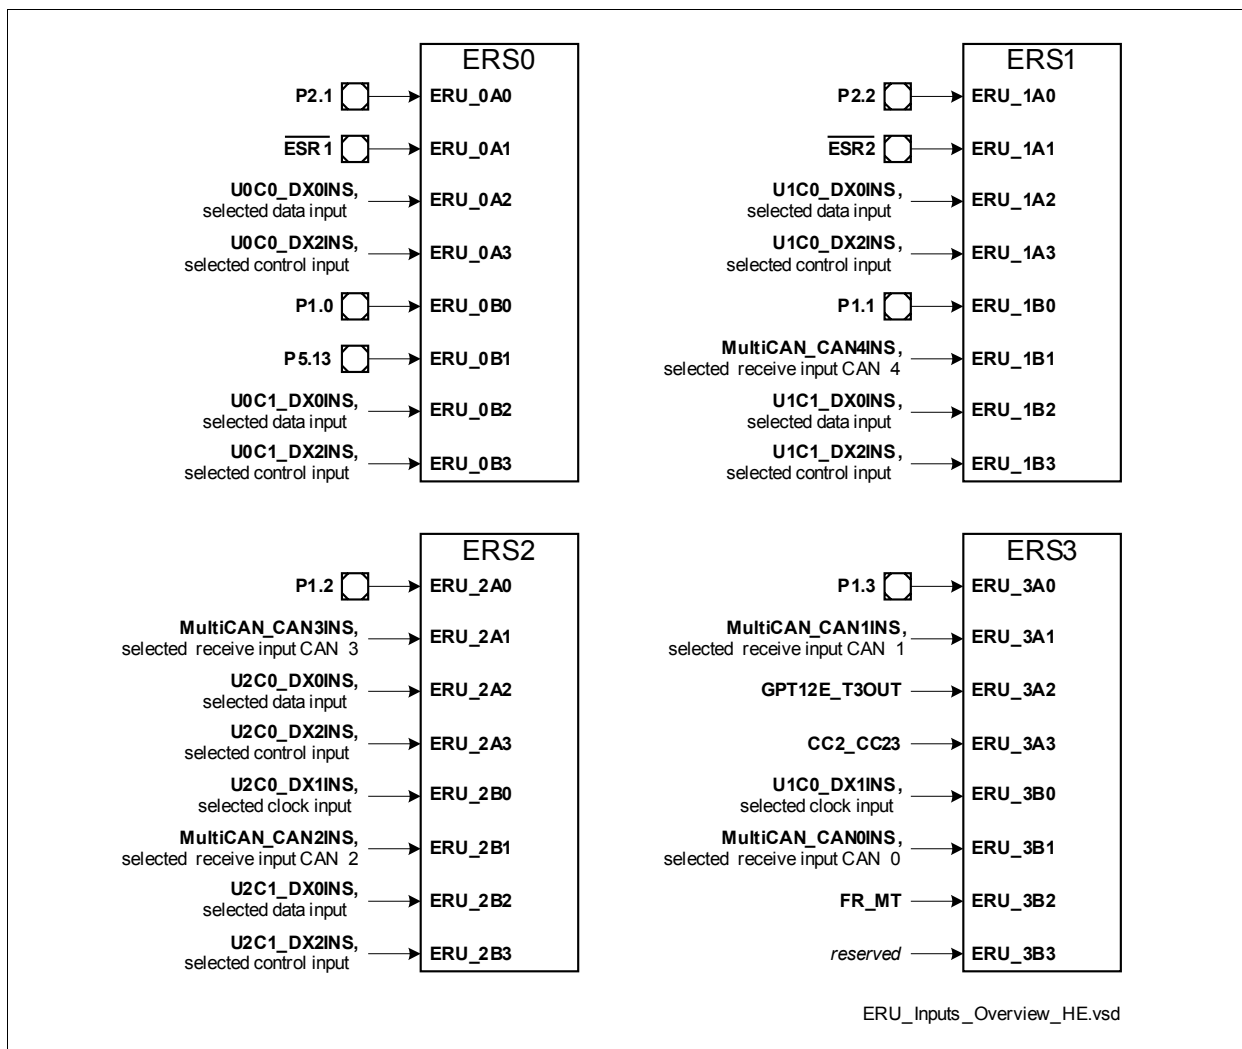 ERS0
P2.1 ERU_0A0
ESR1 ERU_0A1
U0C0_DX0INS,
selected data input ERU_0A2
U0C0_DX2INS,
selected control input ERU_0A3
P1.0 ERU_0B0
P5.13 ERU_0B1
U0C1_DX0INS,
selected data input ERU_0B2
U0C1_DX2INS,
selected control input ERU_0B3
ERS1
P2.2 ERU_1A0
ESR2 ERU_1A1
U1C0_DX0INS,
selected data input ERU_1A2
U1C0_DX2INS,
selected control input ERU_1A3
P1.1 ERU_1B0
MultiCAN_CAN4INS,
selected receive input CAN 4 ERU_1B1
U1C1_DX0INS,
selected data input ERU_1B2
U1C1_DX2INS,
selected control input ERU_1B3
ERS2
P1.2 ERU_2A0
MultiCAN_CAN3INS,
selected receive input CAN 3 ERU_2A1
U2C0_DX0INS,
selected data input ERU_2A2
U2C0_DX2INS,
selected control input ERU_2A3
U2C0_DX1INS,
selected clock input ERU_2B0
MultiCAN_CAN2INS,
selected receive input CAN 2 ERU_2B1
U2C1_DX0INS,
selected data input ERU_2B2
U2C1_DX2INS,
selected control input ERU_2B3
ERS3
P1.3 ERU_3A0
MultiCAN_CAN1INS,
selected receive input CAN 1 ERU_3A1
GPT12E_T3OUT ERU_3A2
CC2_CC23 ERU_3A3
U1C0_DX1INS,
selected clock input ERU_3B0
MultiCAN_CAN0INS,
selected receive input CAN 0 ERU_3B1
FR_MT ERU_3B2
reserved ERU_3B3
ERU_Inputs_Overview_HE.vsd